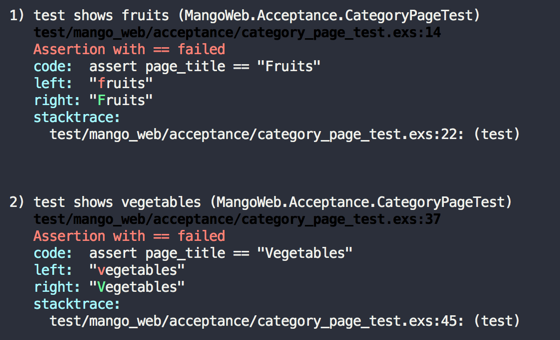 1) test shows fruits (MangoWeb.Acceptance.CategoryPageTest)
test/mango_web/acceptance/category_page_test.exs:14
Assertion with == failed
code:  assert page_title == "Fruits"
left:  "fruits"
right: "Fruits"
stacktrace:
test/mango_web/acceptance/category_page_test.exs:22: (test)
2) test shows vegetables (MangoWeb.Acceptance.CategoryPageTest)
test/mango_web/acceptance/category_page_test.exs:37
Assertion with == failed
code:  assert page_title == "Vegetables"
left:  "vegetables"
right: "Vegetables"
stacktrace:
test/mango_web/acceptance/category_page_test.exs:45: (test)